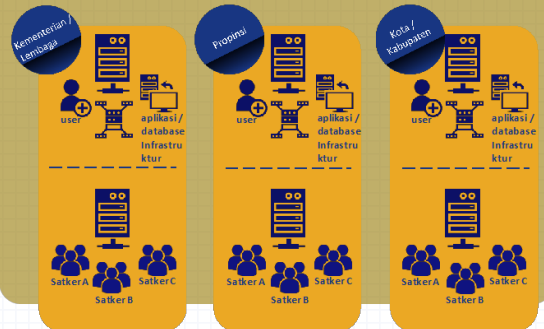 Kementerian /
Lembaga
user
aplikasi /
database
Infrastru
ktur
Satker A
Satker B
Satker C
Propinsi
user
aplikasi /
database
Infrastru
ktur
Satker A
Satker B
Satker C
Kota /
Kabupaten
user
aplikasi /
database
Infrastru
ktur
Satker A
Satker B
Satker C